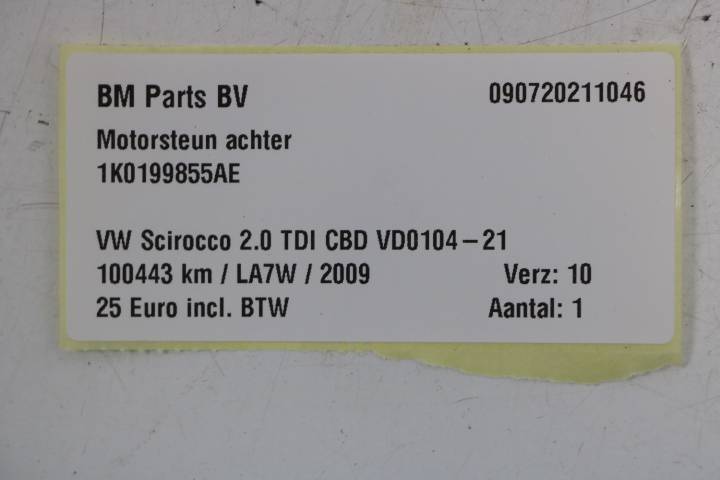 BM Parts BV 090720211046
Motorsteun achter
1K0199855AE
VW Scirocco 2.0 TDI CBD VD0104-21
100443 km / LA7W / 2009 Verz: 10
25 Euro incl. BTW Aantal: 1